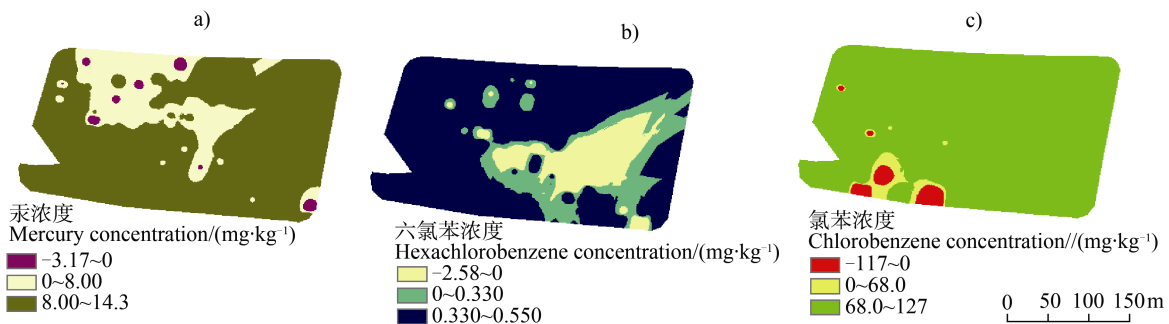 a)
汞浓度
Mercury concentration/(mg·kg⁻¹)
−3.17~0
0~8.00
8.00~14.3
b)
六氯苯浓度
Hexachlorobenzene concentration/(mg·kg⁻¹)
−2.58~0
0~0.330
0.330~0.550
c)
氯苯浓度
Chlorobenzene concentration//(mg·kg⁻¹)
−117~0
0~68.0
68.0~127
0 50 100 150 m